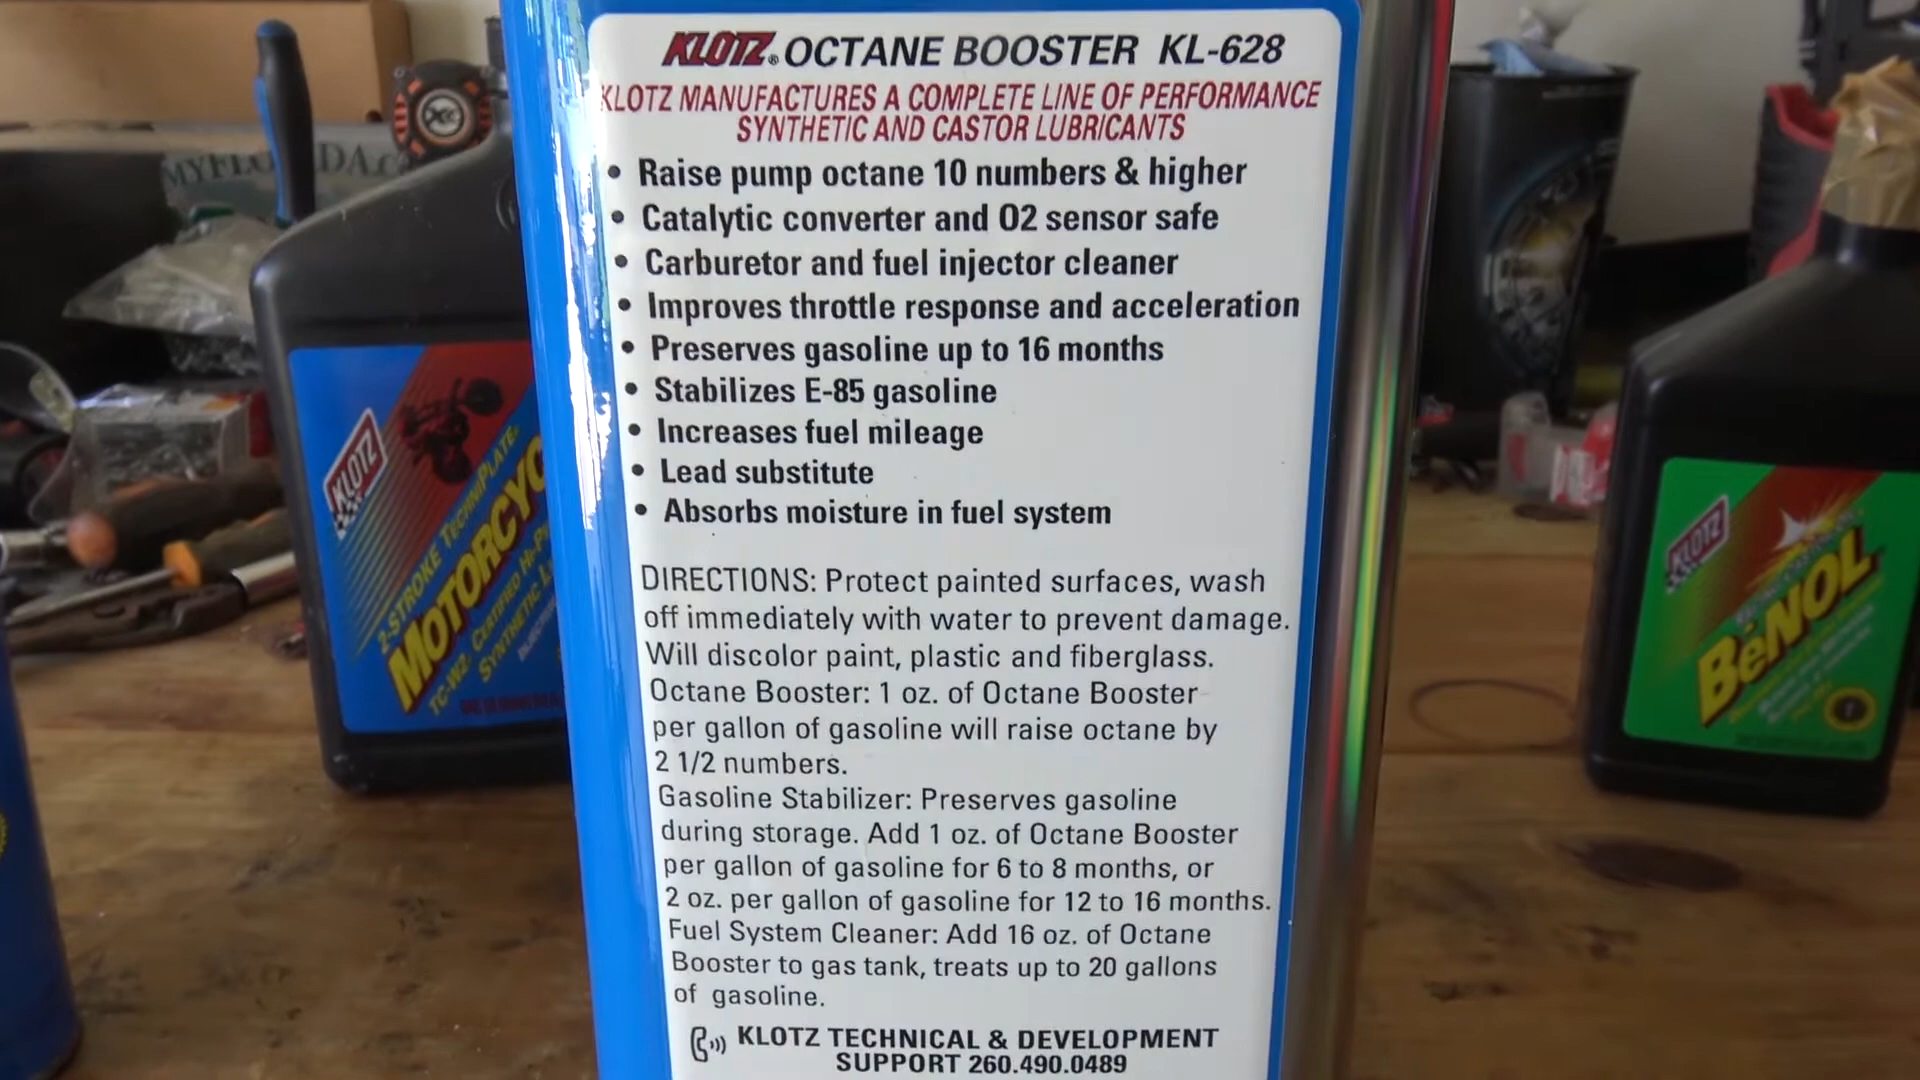 KLOTZ® OCTANE BOOSTER KL-628
KLOTZ MANUFACTURES A COMPLETE LINE OF PERFORMANCE
SYNTHETIC AND CASTOR LUBRICANTS
• Raise pump octane 10 numbers & higher
• Catalytic converter and O2 sensor safe
• Carburetor and fuel injector cleaner
• Improves throttle response and acceleration
• Preserves gasoline up to 16 months
• Stabilizes E-85 gasoline
• Increases fuel mileage
• Lead substitute
• Absorbs moisture in fuel system
DIRECTIONS: Protect painted surfaces, wash
off immediately with water to prevent damage.
Will discolor paint, plastic and fiberglass.
Octane Booster: 1 oz. of Octane Booster
per gallon of gasoline will raise octane by
2 1/2 numbers.
Gasoline Stabilizer: Preserves gasoline
during storage. Add 1 oz. of Octane Booster
per gallon of gasoline for 6 to 8 months, or
2 oz. per gallon of gasoline for 12 to 16 months.
Fuel System Cleaner: Add 16 oz. of Octane
Booster to gas tank, treats up to 20 gallons
of gasoline.
KLOTZ TECHNICAL & DEVELOPMENT
SUPPORT 260.490.0489
KLOTZ
2-STROKE TECHNIPLATE
MOTORCYC
TC-W2 CERTIFIED
SYNTHETIC
KLOTZ
BeNOL